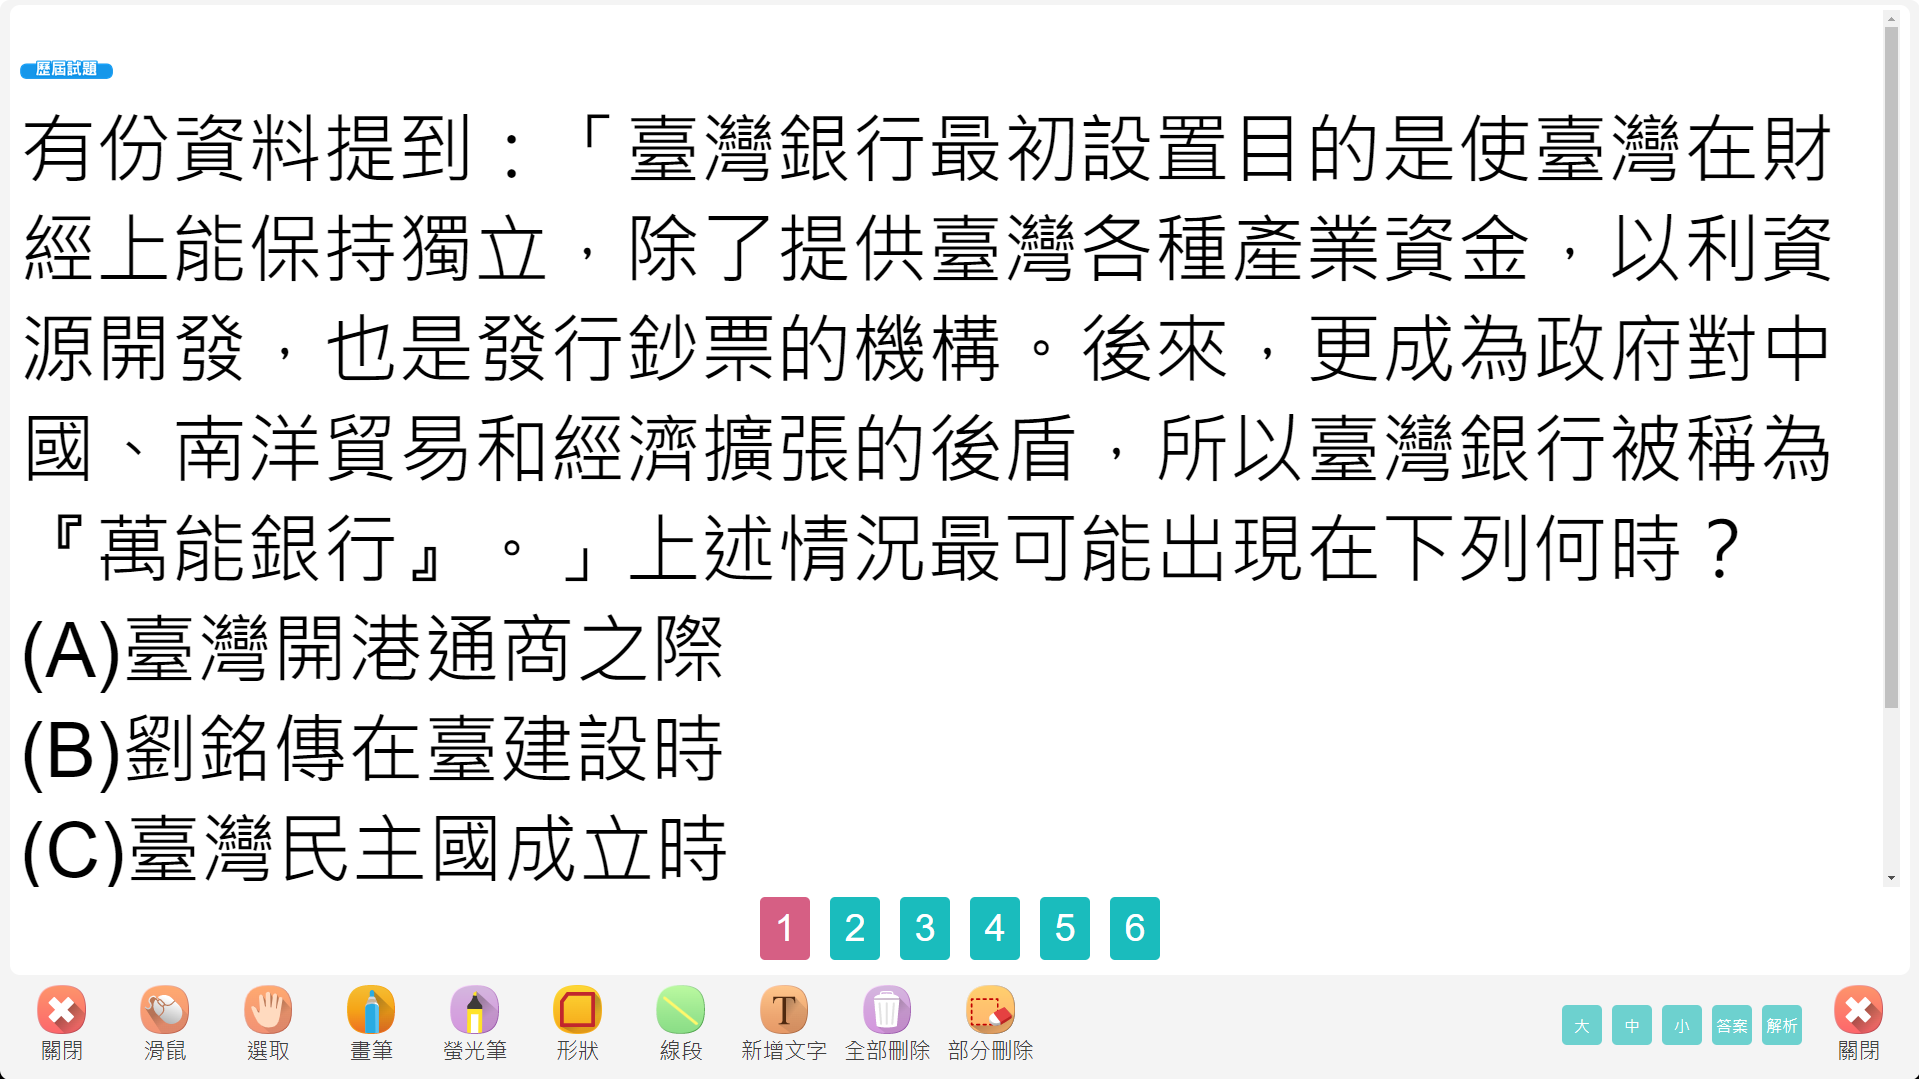 歷屆試題
有份資料提到：「臺灣銀行最初設置目的是使臺灣在財
經上能保持獨立，除了提供臺灣各種產業資金，以利資
源開發，也是發行鈔票的機構。後來，更成為政府對中
國、南洋貿易和經濟擴張的後盾，所以臺灣銀行被稱為
『萬能銀行』。」上述情況最可能出現在下列何時？
(A)臺灣開港通商之際
(B)劉銘傳在臺建設時
(C)臺灣民主國成立時
1 2 3 4 5 6
關閉 滑鼠 選取 畫筆 螢光筆 形狀 線段 新增文字 全部刪除 部分刪除 大 中 小 答案 解析 關閉